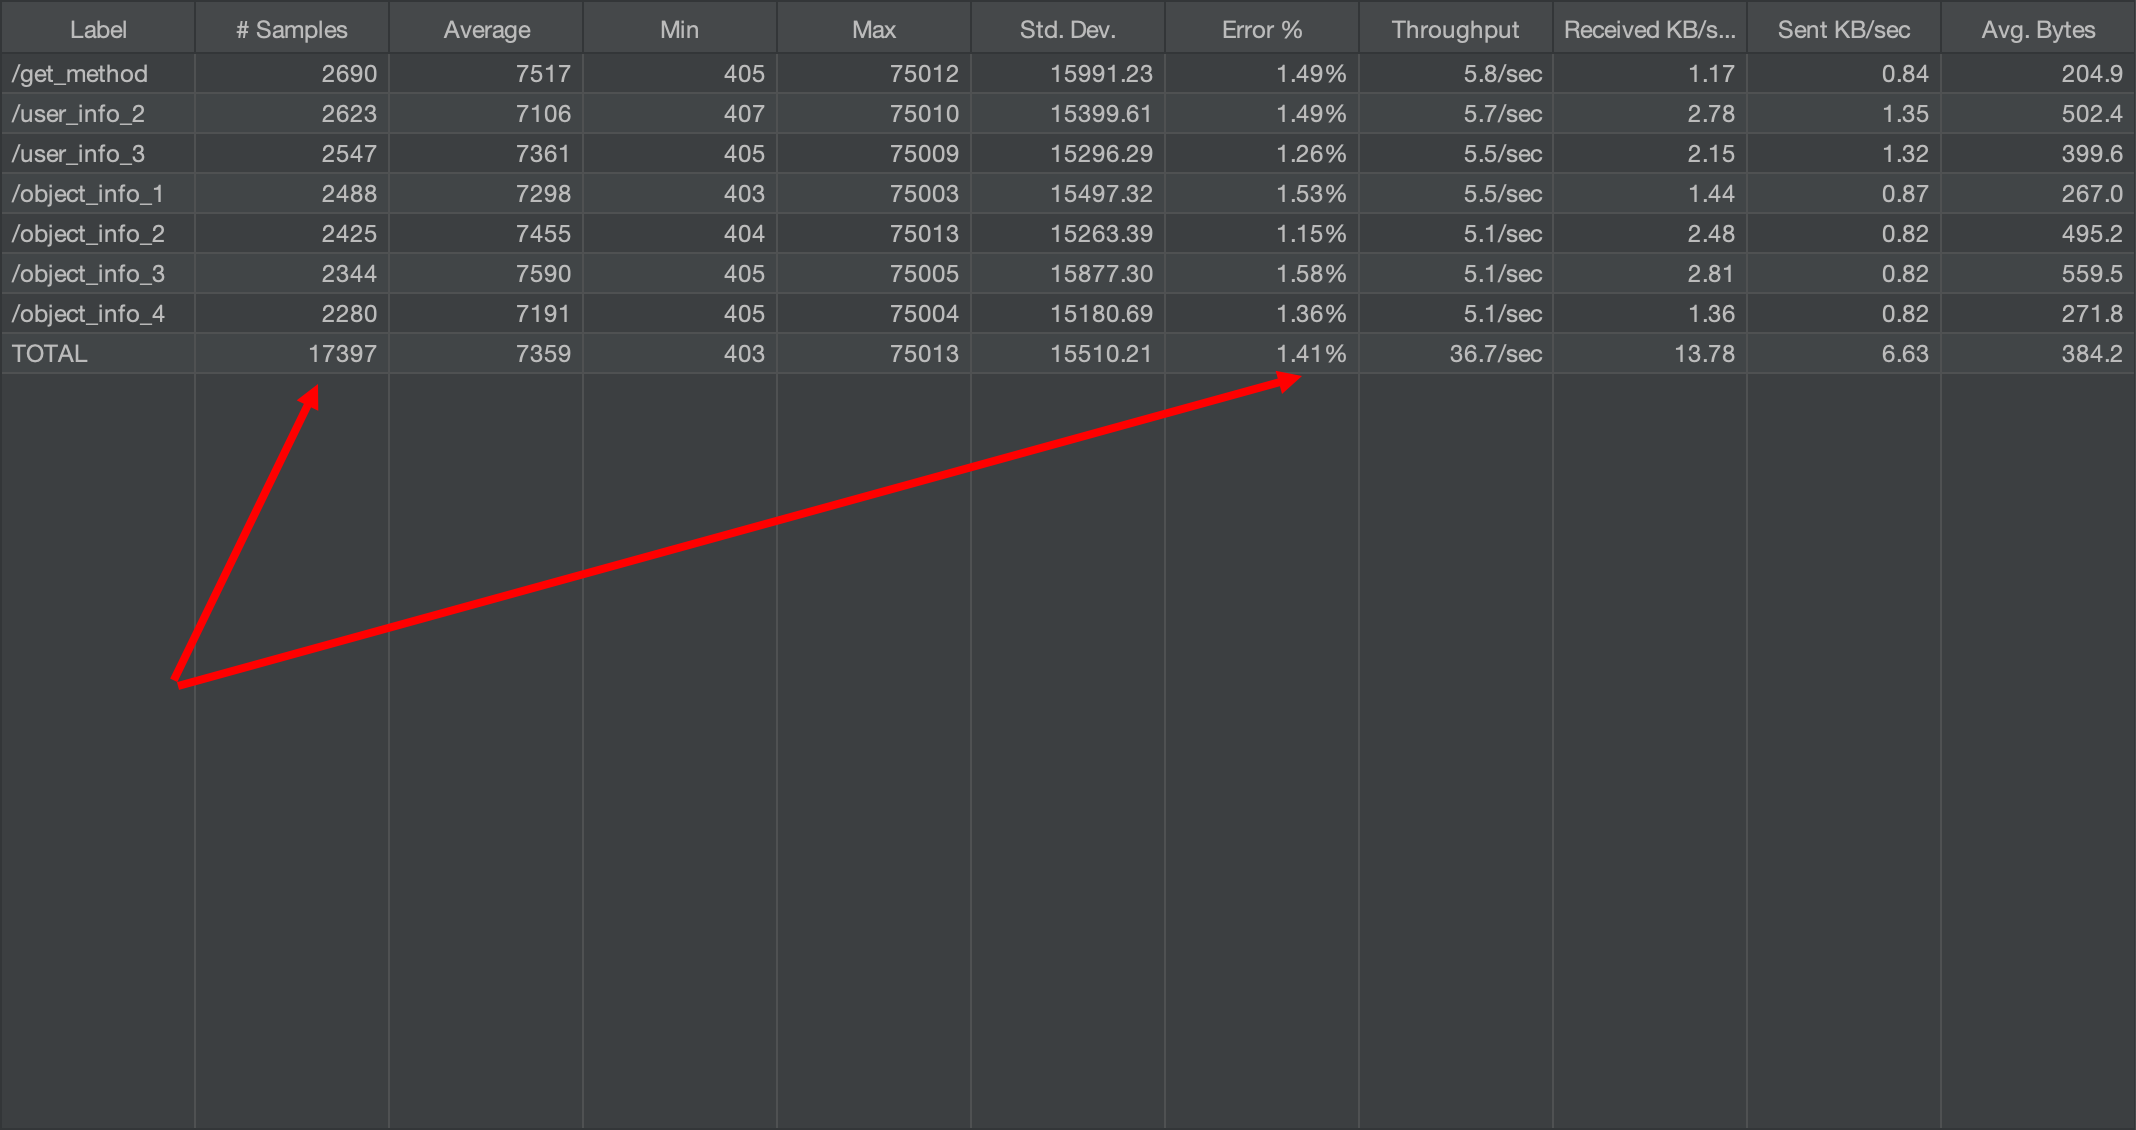 Label # Samples Average Min Max Std. Dev. Error % Throughput Received KB/s... Sent KB/sec Avg. Bytes
/get_method 2690 7517 405 75012 15991.23 1.49% 5.8/sec 1.17 0.84 204.9
/user_info_2 2623 7106 407 75010 15399.61 1.49% 5.7/sec 2.78 1.35 502.4
/user_info_3 2547 7361 405 75009 15296.29 1.26% 5.5/sec 2.15 1.32 399.6
/object_info_1 2488 7298 403 75003 15497.32 1.53% 5.5/sec 1.44 0.87 267.0
/object_info_2 2425 7455 404 75013 15263.39 1.15% 5.1/sec 2.48 0.82 495.2
/object_info_3 2344 7590 405 75005 15877.30 1.58% 5.1/sec 2.81 0.82 559.5
/object_info_4 2280 7191 405 75004 15180.69 1.36% 5.1/sec 1.36 0.82 271.8
TOTAL 17397 7359 403 75013 15510.21 1.41% 36.7/sec 13.78 6.63 384.2